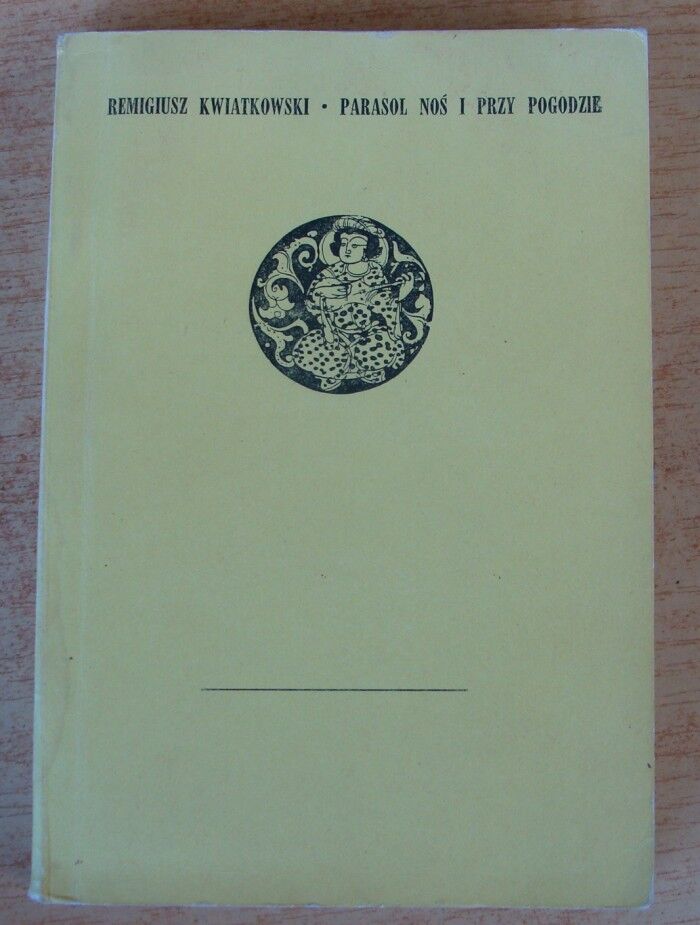 REMIGIUSZ KWIATKOWSKI • PARASOL NOŚ I PRZY POGODZIE